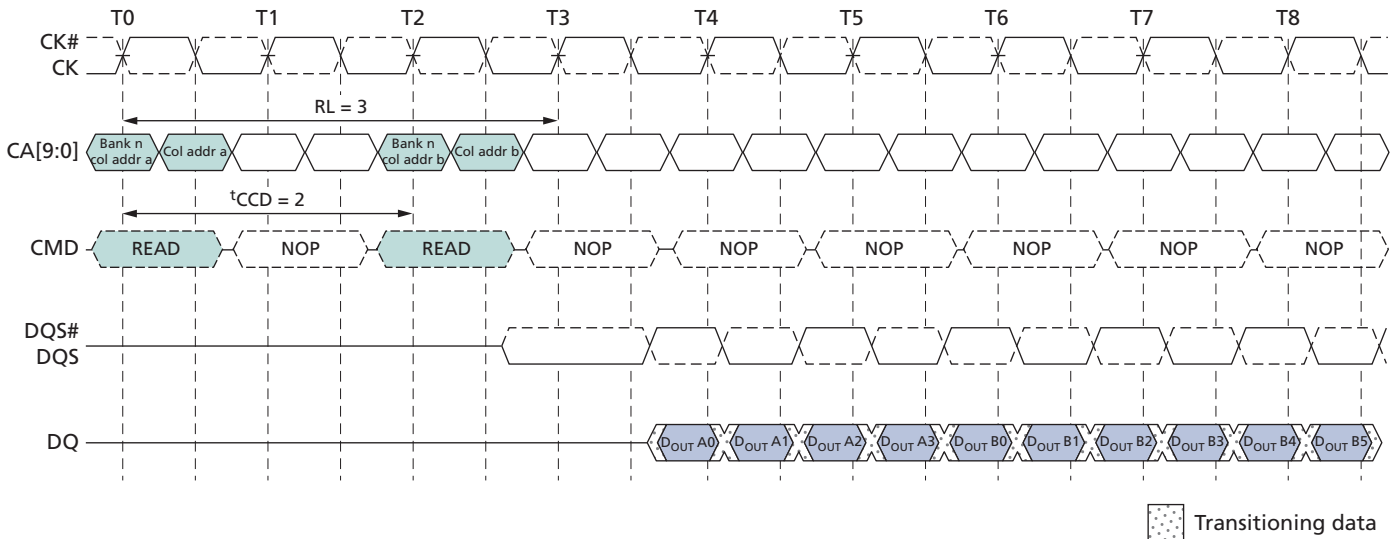 T0 T1 T2 T3 T4 T5 T6 T7 T8
CK#
CK
RL = 3
CA[9:0]
Bank n
col addr a
Col addr a
Bank n
col addr b
Col addr b
tCCD = 2
CMD READ NOP READ NOP NOP NOP NOP NOP NOP
DQS#
DQS
DQ DOUT A0 DOUT A1 DOUT A2 DOUT A3 DOUT B0 DOUT B1 DOUT B2 DOUT B3 DOUT B4 DOUT B5
Transitioning data